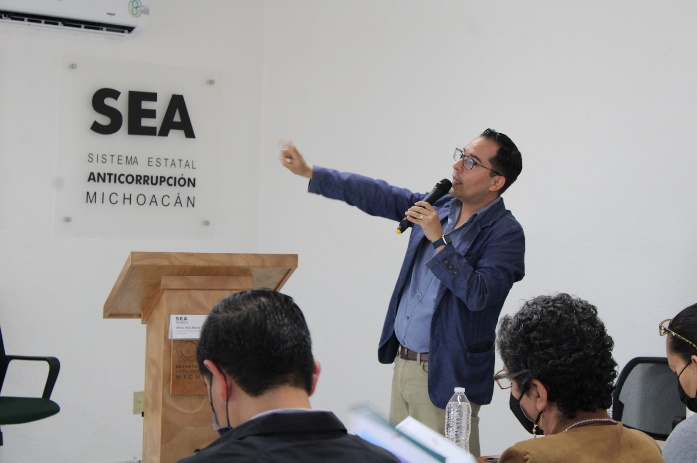 SEA
SISTEMA ESTATAL
ANTICORRUPCIÓN
MICHOACÁN
SEA